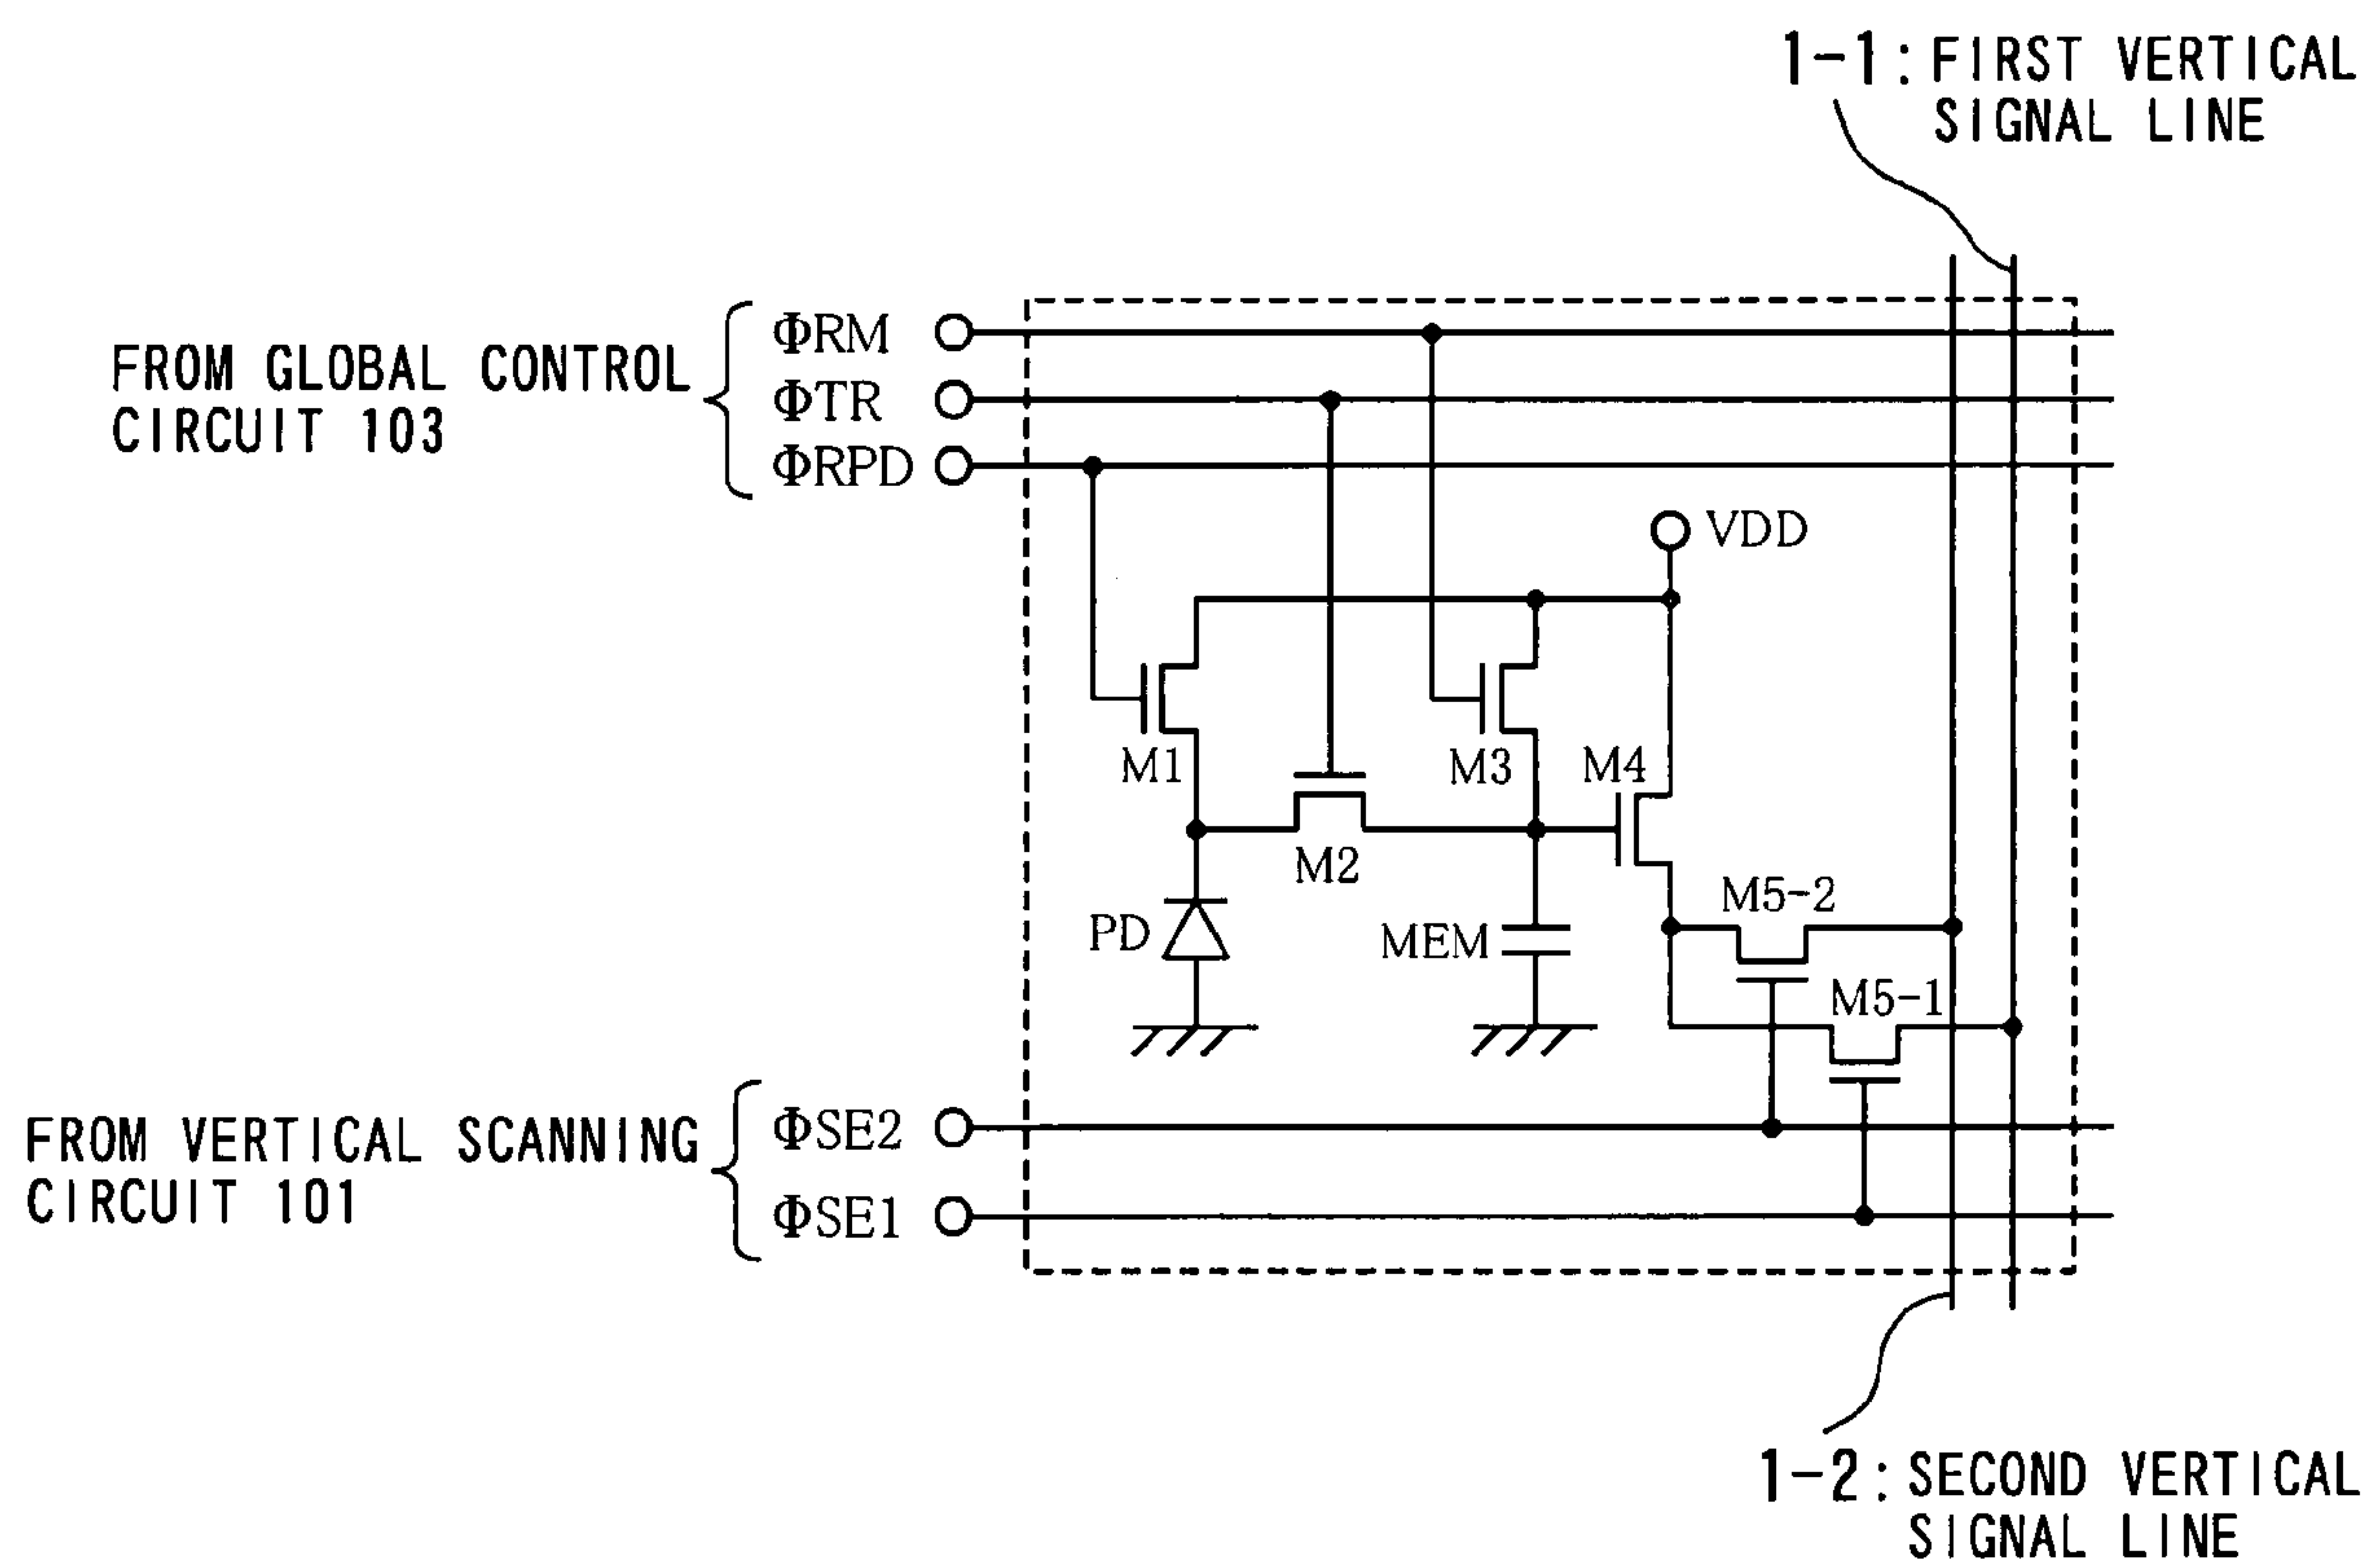 1-1: FIRST VERTICAL
SIGNAL LINE
FROM GLOBAL CONTROL
CIRCUIT 103
ΦRM
ΦTR
ΦRPD
VDD
M1
M3
M4
M2
M5-2
PD
MEM
M5-1
FROM VERTICAL SCANNING
CIRCUIT 101
ΦSE2
ΦSE1
1-2: SECOND VERTICAL
SIGNAL LINE